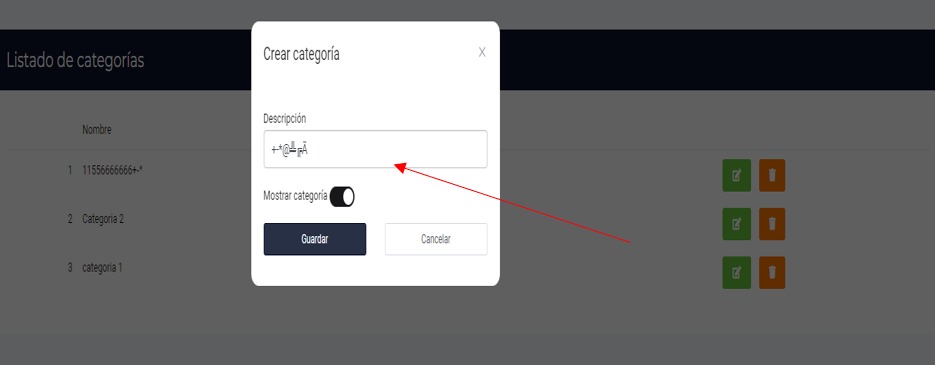 Listado de categorías
Crear categoría
X
Descripción
+-*@╩╔Ã
Mostrar categoría
Guardar
Cancelar
Nombre
1 11556666666+-*
2 Categoria 2
3 categoria 1